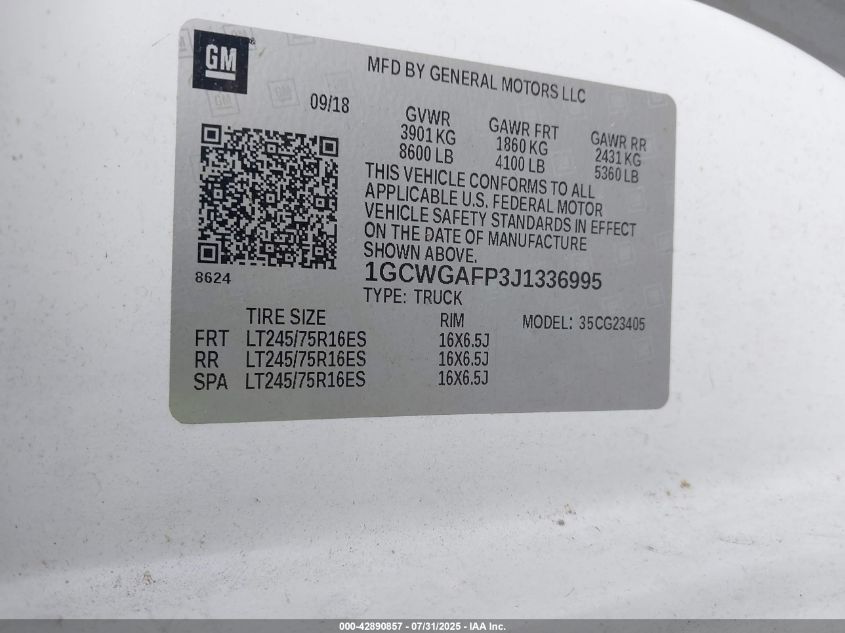 GM
MFD BY GENERAL MOTORS LLC
09/18
GVWR GAWR FRT GAWR RR
3901 KG 1860 KG 2431 KG
8600 LB 4100 LB 5360 LB
THIS VEHICLE CONFORMS TO ALL
APPLICABLE U.S. FEDERAL MOTOR
VEHICLE SAFETY STANDARDS IN EFFECT
ON THE DATE OF MANUFACTURE
SHOWN ABOVE.
8624
1GCWGAFP3J1336995
TYPE: TRUCK
TIRE SIZE RIM MODEL: 35CG23405
FRT LT245/75R16ES 16X6.5J
RR LT245/75R16ES 16X6.5J
SPA LT245/75R16ES 16X6.5J
000-42890857 - 07/31/2025 - IAA Inc.